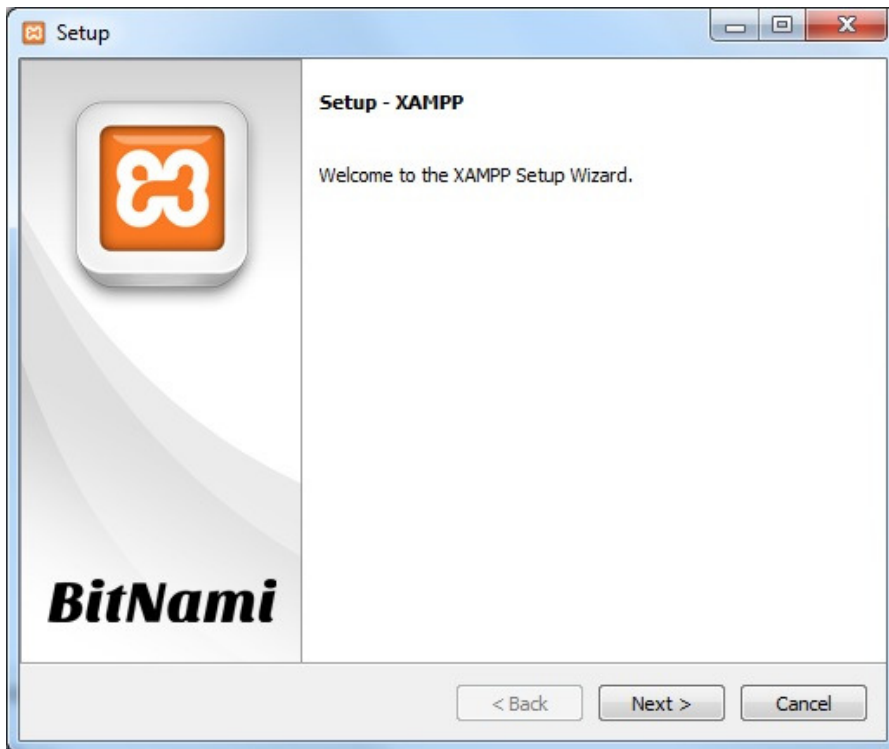 Setup
Setup - XAMPP
Welcome to the XAMPP Setup Wizard.
BitNami
< Back
Next >
Cancel